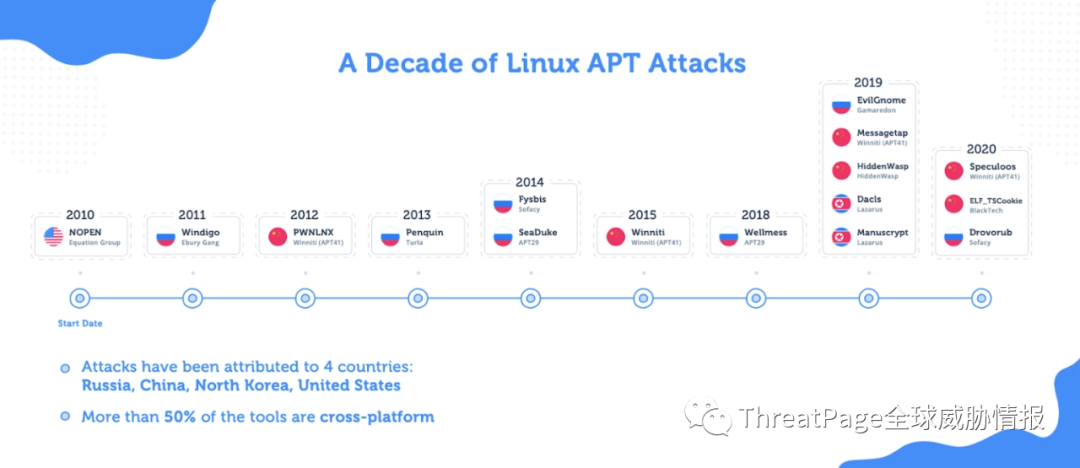 A Decade of Linux APT Attacks
2010
NOPEN
Equation Group
2011
Windigo
Ebury Gang
2012
PWNLNX
Winniti (APT41)
2013
Penquin
Turla
2014
Fysbis
Sofacy
SeaDuke
APT29
2015
Winniti
Winniti (APT41)
2018
Wellmess
APT29
2019
EvilGnome
Gamaredon
Messagetap
Winniti (APT41)
HiddenWasp
HiddenWasp
Dacls
Lazarus
Manuscrypt
Lazarus
2020
Speculoos
Winniti (APT41)
ELF_TSCookie
BlackTech
Drovorub
Sofacy
Start Date
Attacks have been attributed to 4 countries:
Russia, China, North Korea, United States
More than 50% of the tools are cross-platform
ThreatPage全球威胁情报